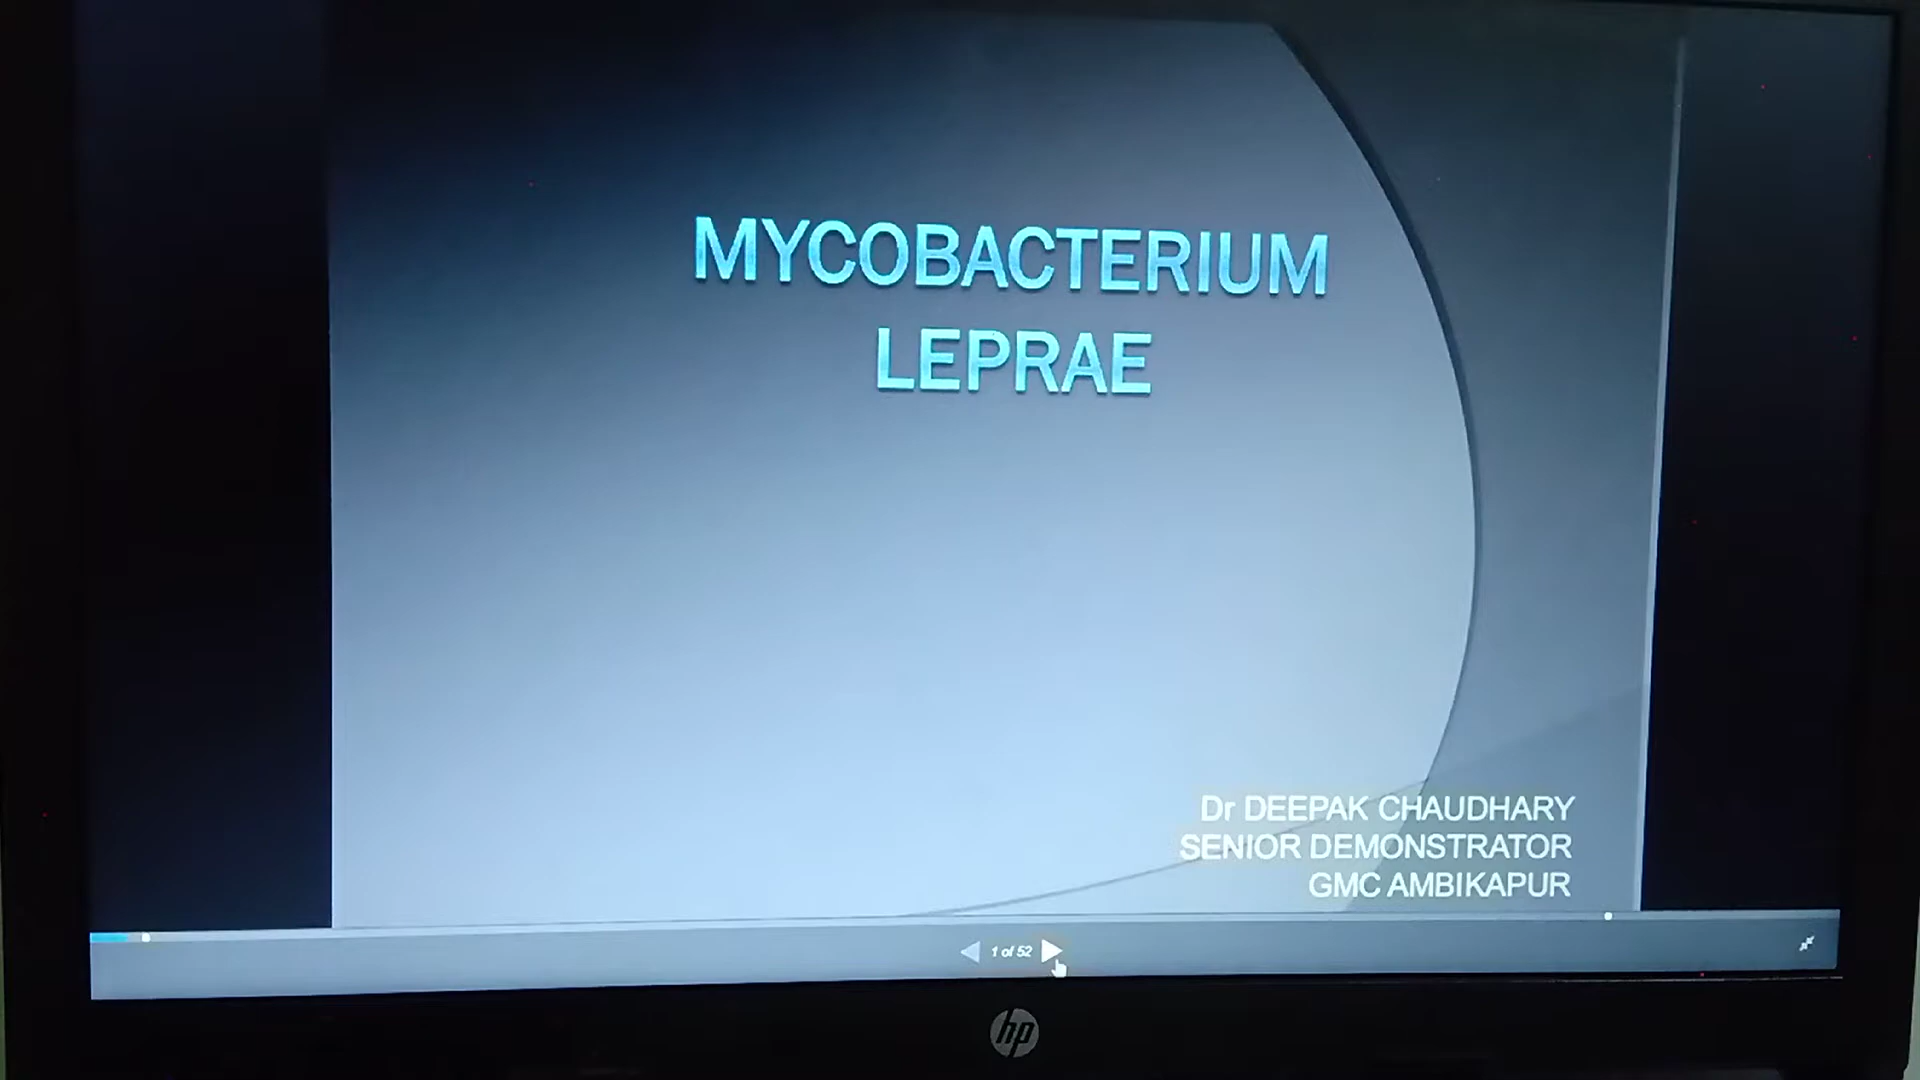 MYCOBACTERIUM
LEPRAE
Dr DEEPAK CHAUDHARY
SENIOR DEMONSTRATOR
GMC AMBIKAPUR
1 of 52
hp